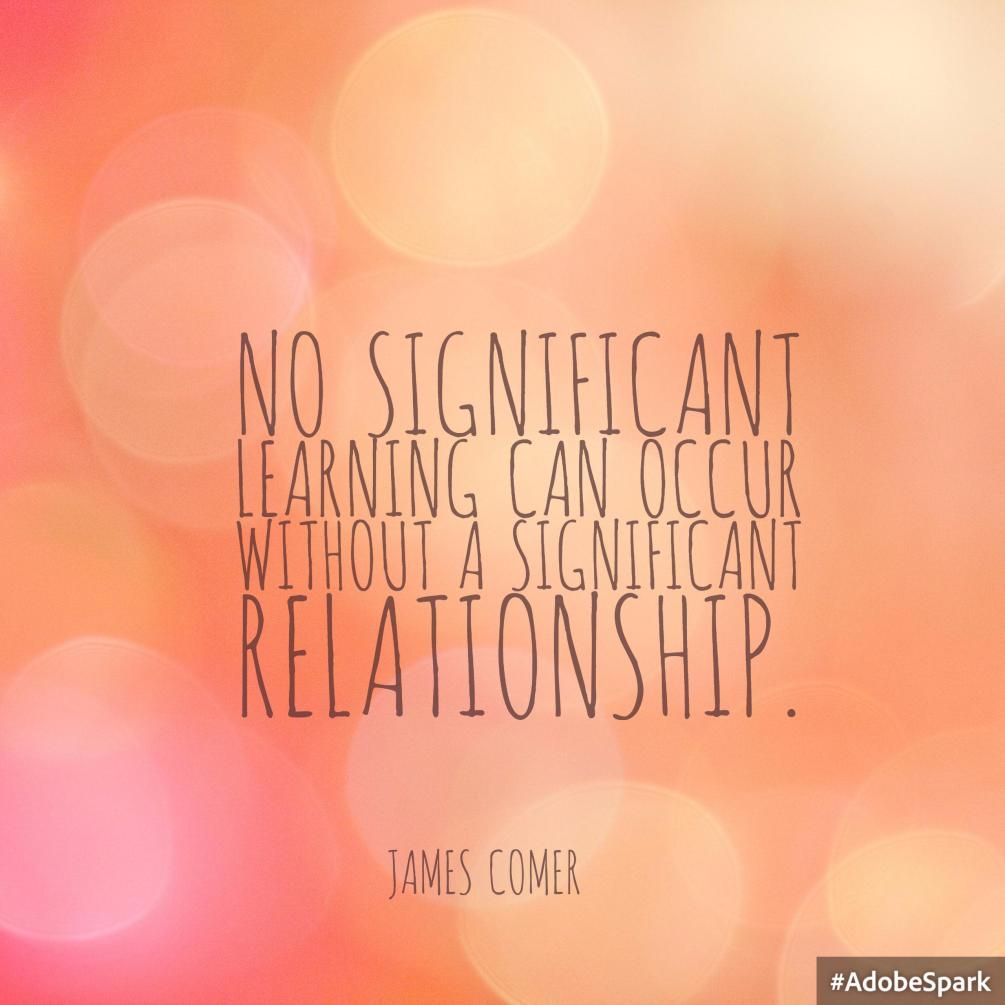 NO SIGNIFICANT
LEARNING CAN OCCUR
WITHOUT A SIGNIFICANT
RELATIONSHIP.
JAMES COMER
#AdobeSpark